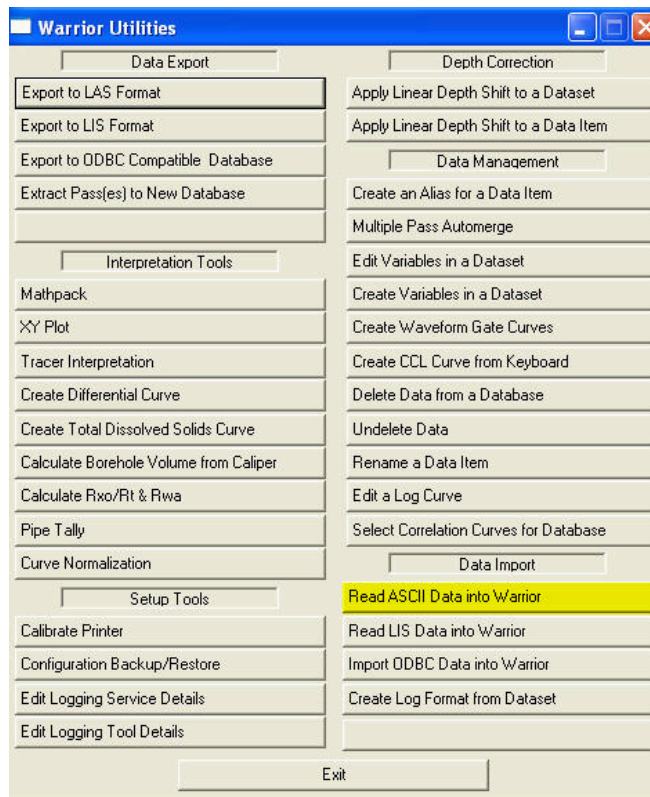 Warrior Utilities
Data Export
Export to LAS Format
Export to LIS Format
Export to ODBC Compatible  Database
Extract Pass(es) to New Database
Interpretation Tools
Mathpack
XY Plot
Tracer Interpretation
Create Differential Curve
Create Total Dissolved Solids Curve
Calculate Borehole Volume from Caliper
Calculate Rxo/Rt & Rwa
Pipe Tally
Curve Normalization
Setup Tools
Calibrate Printer
Configuration Backup/Restore
Edit Logging Service Details
Edit Logging Tool Details
Depth Correction
Apply Linear Depth Shift to a Dataset
Apply Linear Depth Shift to a Data Item
Data Management
Create an Alias for a Data Item
Multiple Pass Automerge
Edit Variables in a Dataset
Create Variables in a Dataset
Create Waveform Gate Curves
Create CCL Curve from Keyboard
Delete Data from a Database
Undelete Data
Rename a Data Item
Edit a Log Curve
Select Correlation Curves for Database
Data Import
Read ASCII Data into Warrior
Read LIS Data into Warrior
Import ODBC Data into Warrior
Create Log Format from Dataset
Exit